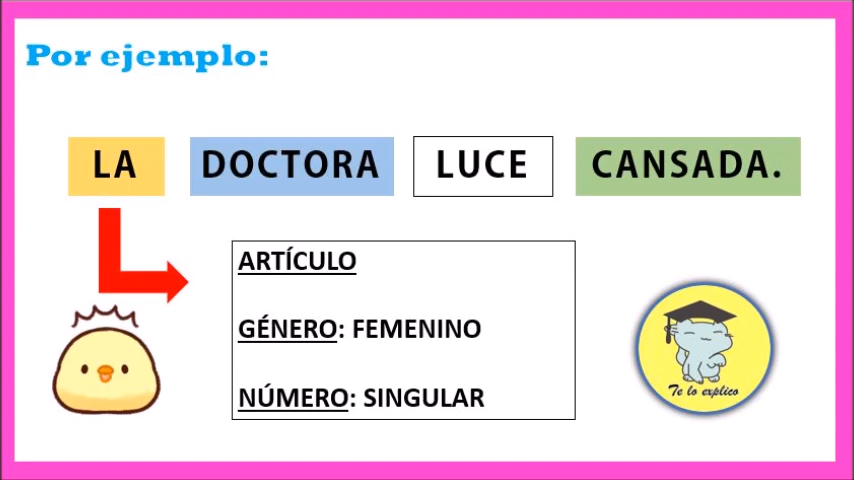 Por ejemplo:
LA DOCTORA LUCE CANSADA.
ARTÍCULO
GÉNERO: FEMENINO
NÚMERO: SINGULAR
Te lo explico